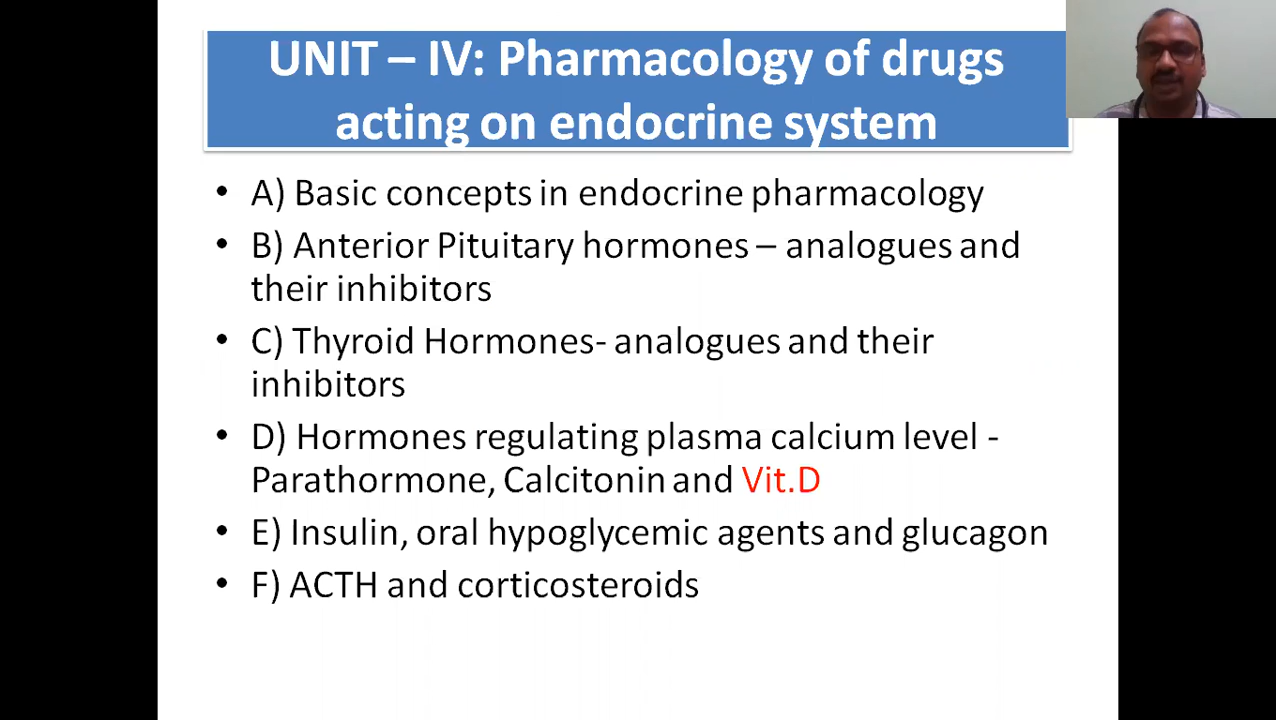 UNIT – IV: Pharmacology of drugs
acting on endocrine system
• A) Basic concepts in endocrine pharmacology
• B) Anterior Pituitary hormones – analogues and
their inhibitors
• C) Thyroid Hormones- analogues and their
inhibitors
• D) Hormones regulating plasma calcium level -
Parathormone, Calcitonin and Vit.D
• E) Insulin, oral hypoglycemic agents and glucagon
• F) ACTH and corticosteroids